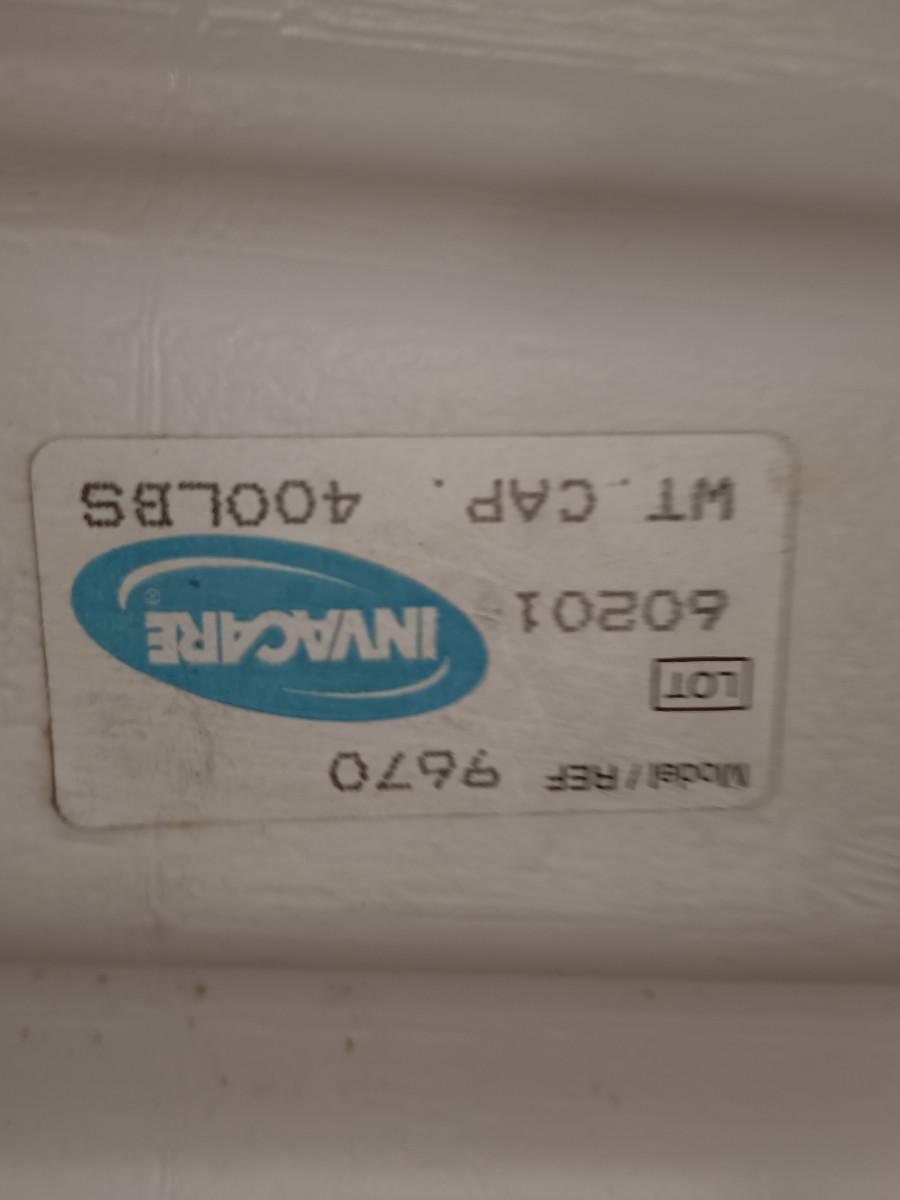 Model / REF 9670
LOT
60201
INVACARE®
WT.CAP. 400LBS